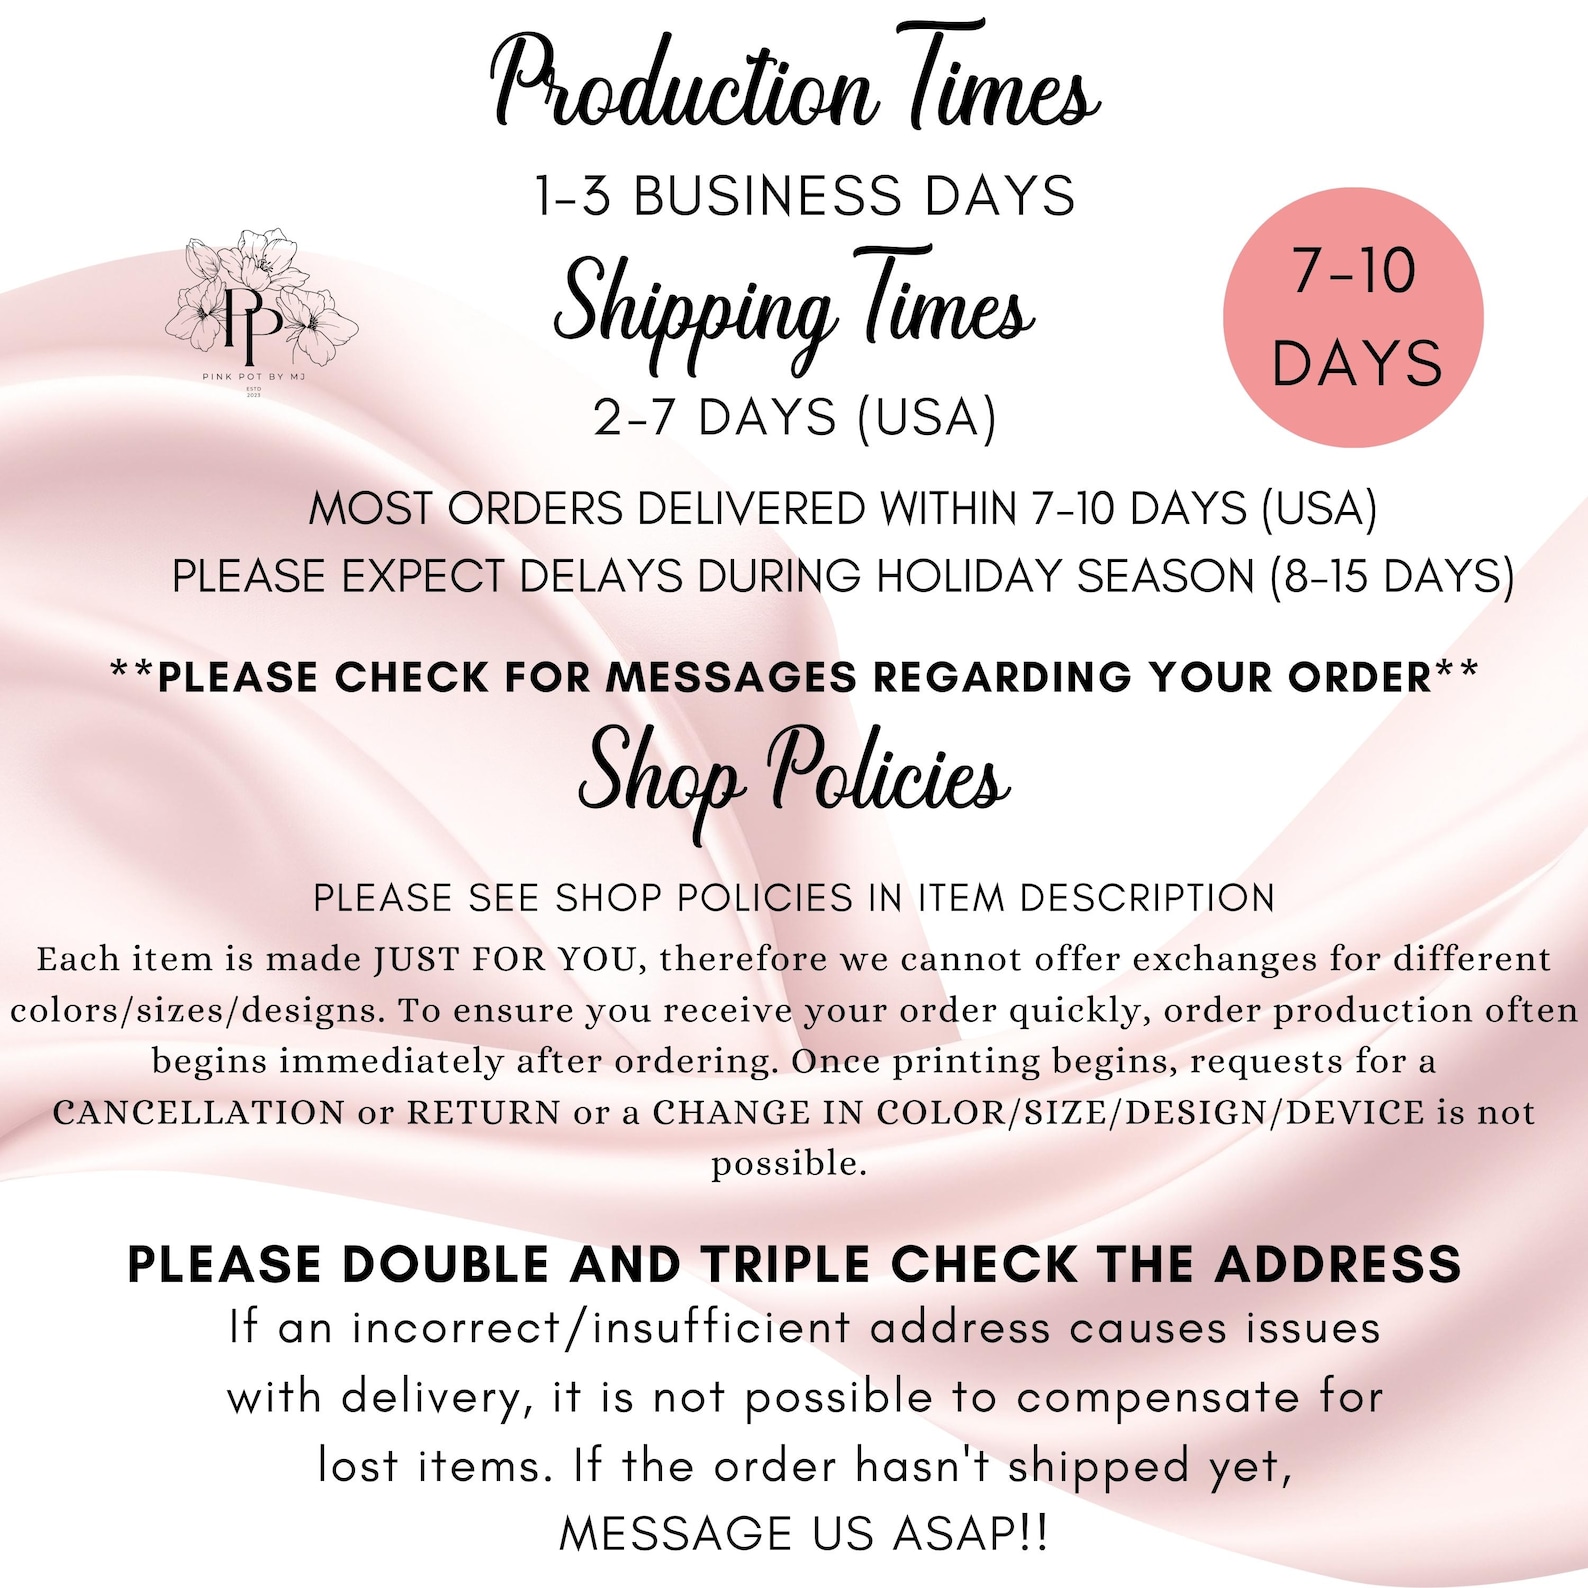 Production Times
1-3 BUSINESS DAYS
Shipping Times
2-7 DAYS (USA)
PP
PINK POT BY MJ
ESTD
2023
7-10
DAYS
MOST ORDERS DELIVERED WITHIN 7-10 DAYS (USA)
PLEASE EXPECT DELAYS DURING HOLIDAY SEASON (8-15 DAYS)
**PLEASE CHECK FOR MESSAGES REGARDING YOUR ORDER**
Shop Policies
PLEASE SEE SHOP POLICIES IN ITEM DESCRIPTION
Each item is made JUST FOR YOU, therefore we cannot offer exchanges for different
colors/sizes/designs. To ensure you receive your order quickly, order production often
begins immediately after ordering. Once printing begins, requests for a
CANCELLATION or RETURN or a CHANGE IN COLOR/SIZE/DESIGN/DEVICE is not
possible.
PLEASE DOUBLE AND TRIPLE CHECK THE ADDRESS
If an incorrect/insufficient address causes issues
with delivery, it is not possible to compensate for
lost items. If the order hasn't shipped yet,
MESSAGE US ASAP!!